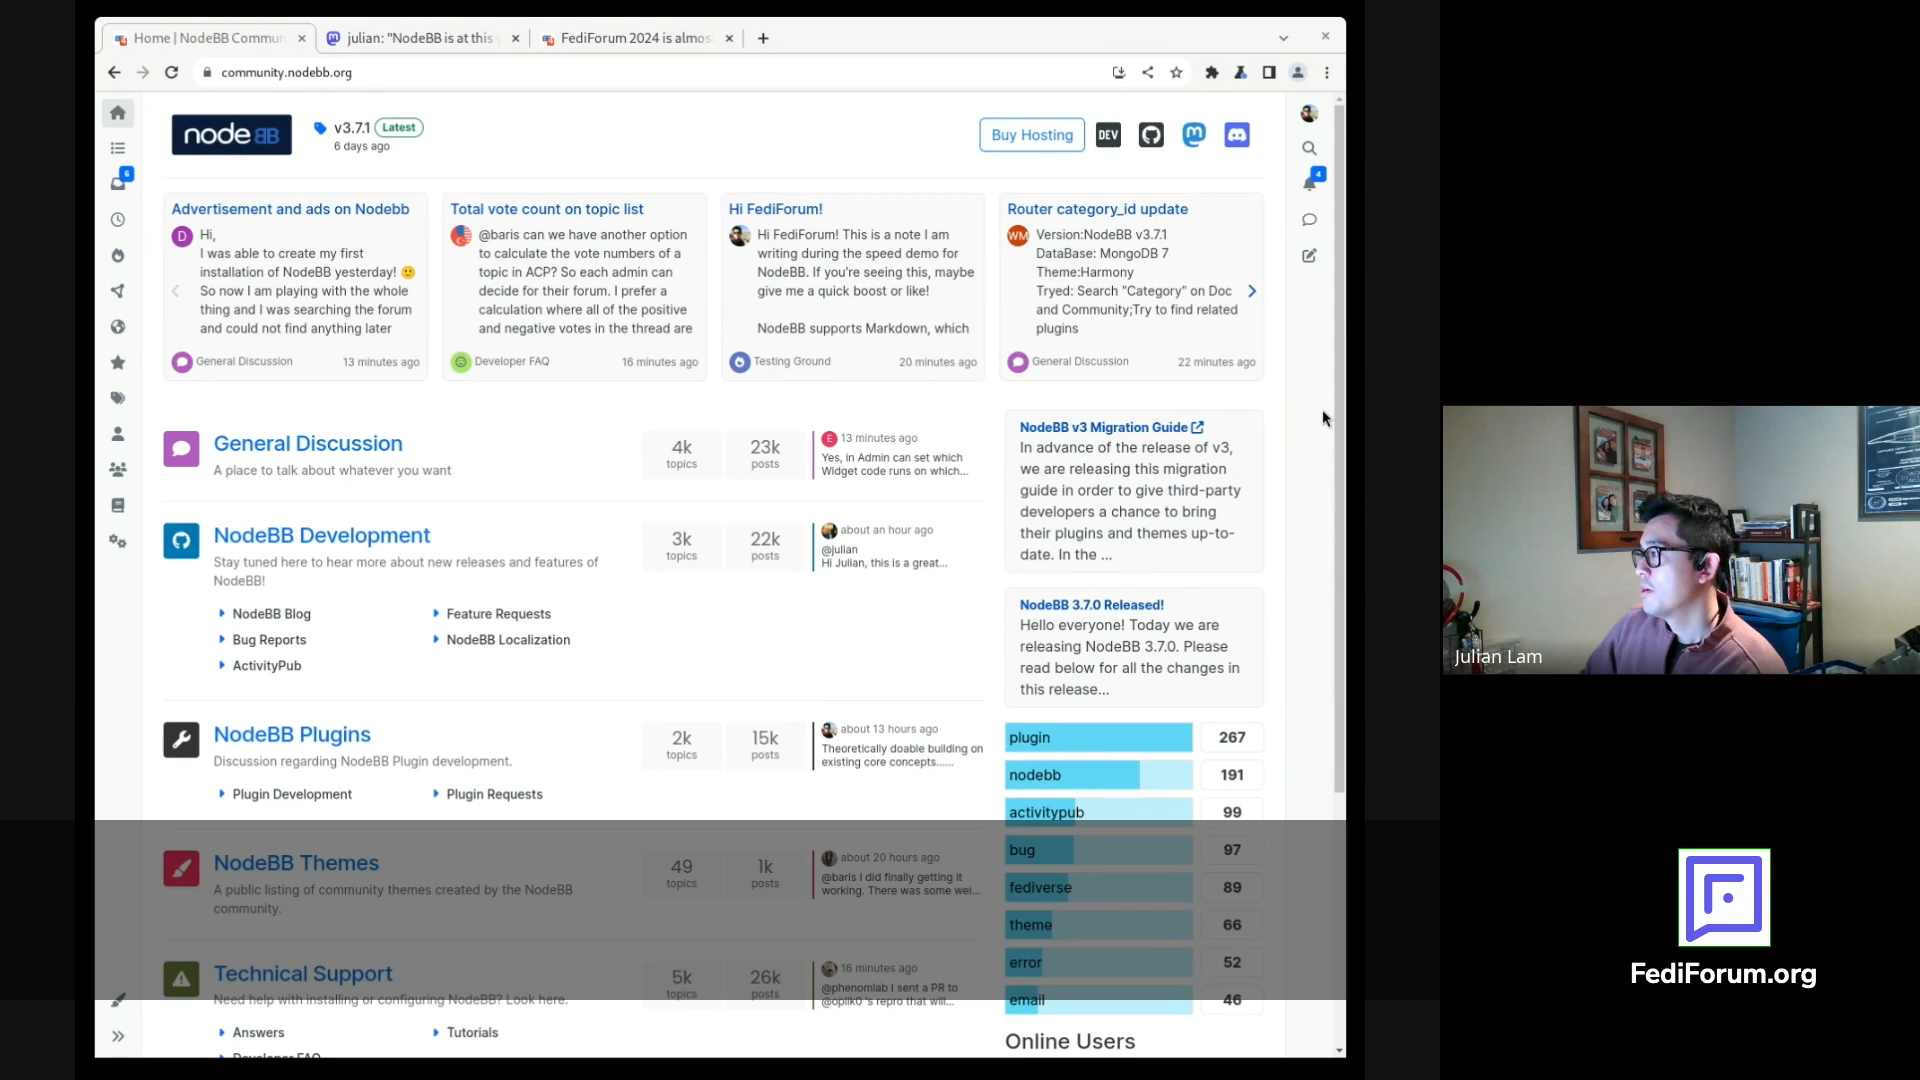 Home | NodeBB Commun
julian: "NodeBB is at this y
FediForum 2024 is almos
community.nodebb.org
node BB
v3.7.1 Latest
6 days ago
Buy Hosting
DEV
6
4
Advertisement and ads on Nodebb
D
Hi,
I was able to create my first
installation of NodeBB yesterday! 🙂
So now I am playing with the whole
thing and I was searching the forum
and could not find anything later
General Discussion 13 minutes ago
Total vote count on topic list
@baris can we have another option
to calculate the vote numbers of a
topic in ACP? So each admin can
decide for their forum. I prefer a
calculation where all of the positive
and negative votes in the thread are
Developer FAQ 16 minutes ago
Hi FediForum!
Hi FediForum! This is a note I am
writing during the speed demo for
NodeBB. If you're seeing this, maybe
give me a quick boost or like!
NodeBB supports Markdown, which
Testing Ground 20 minutes ago
Router category_id update
WM
Version:NodeBB v3.7.1
DataBase: MongoDB 7
Theme:Harmony
Tryed: Search "Category" on Doc
and Community;Try to find related
plugins
General Discussion 22 minutes ago
General Discussion
A place to talk about whatever you want
4k
topics
23k
posts
E 13 minutes ago
Yes, in Admin can set which
Widget code runs on which...
NodeBB Development
Stay tuned here to hear more about new releases and features of
NodeBB!
3k
topics
22k
posts
about an hour ago
@julian
Hi Julian, this is a great...
NodeBB Blog
Feature Requests
Bug Reports
NodeBB Localization
ActivityPub
NodeBB Plugins
Discussion regarding NodeBB Plugin development.
2k
topics
15k
posts
about 13 hours ago
Theoretically doable building on
existing core concepts......
Plugin Development
Plugin Requests
NodeBB Themes
A public listing of community themes created by the NodeBB
community.
49
topics
1k
posts
about 20 hours ago
@baris I did finally getting it
working. There was some wei...
Technical Support
Need help with installing or configuring NodeBB? Look here.
5k
topics
26k
posts
16 minutes ago
@phenomlab I sent a PR to
@oplik0 's repro that will...
Answers
Tutorials
Developer FAQ
NodeBB v3 Migration Guide
In advance of the release of v3,
we are releasing this migration
guide in order to give third-party
developers a chance to bring
their plugins and themes up-to-
date. In the ...
NodeBB 3.7.0 Released!
Hello everyone! Today we are
releasing NodeBB 3.7.0. Please
read below for all the changes in
this release...
plugin 267
nodebb 191
activitypub 99
bug 97
fediverse 89
theme 66
error 52
email 46
Online Users
Julian Lam
FediForum.org